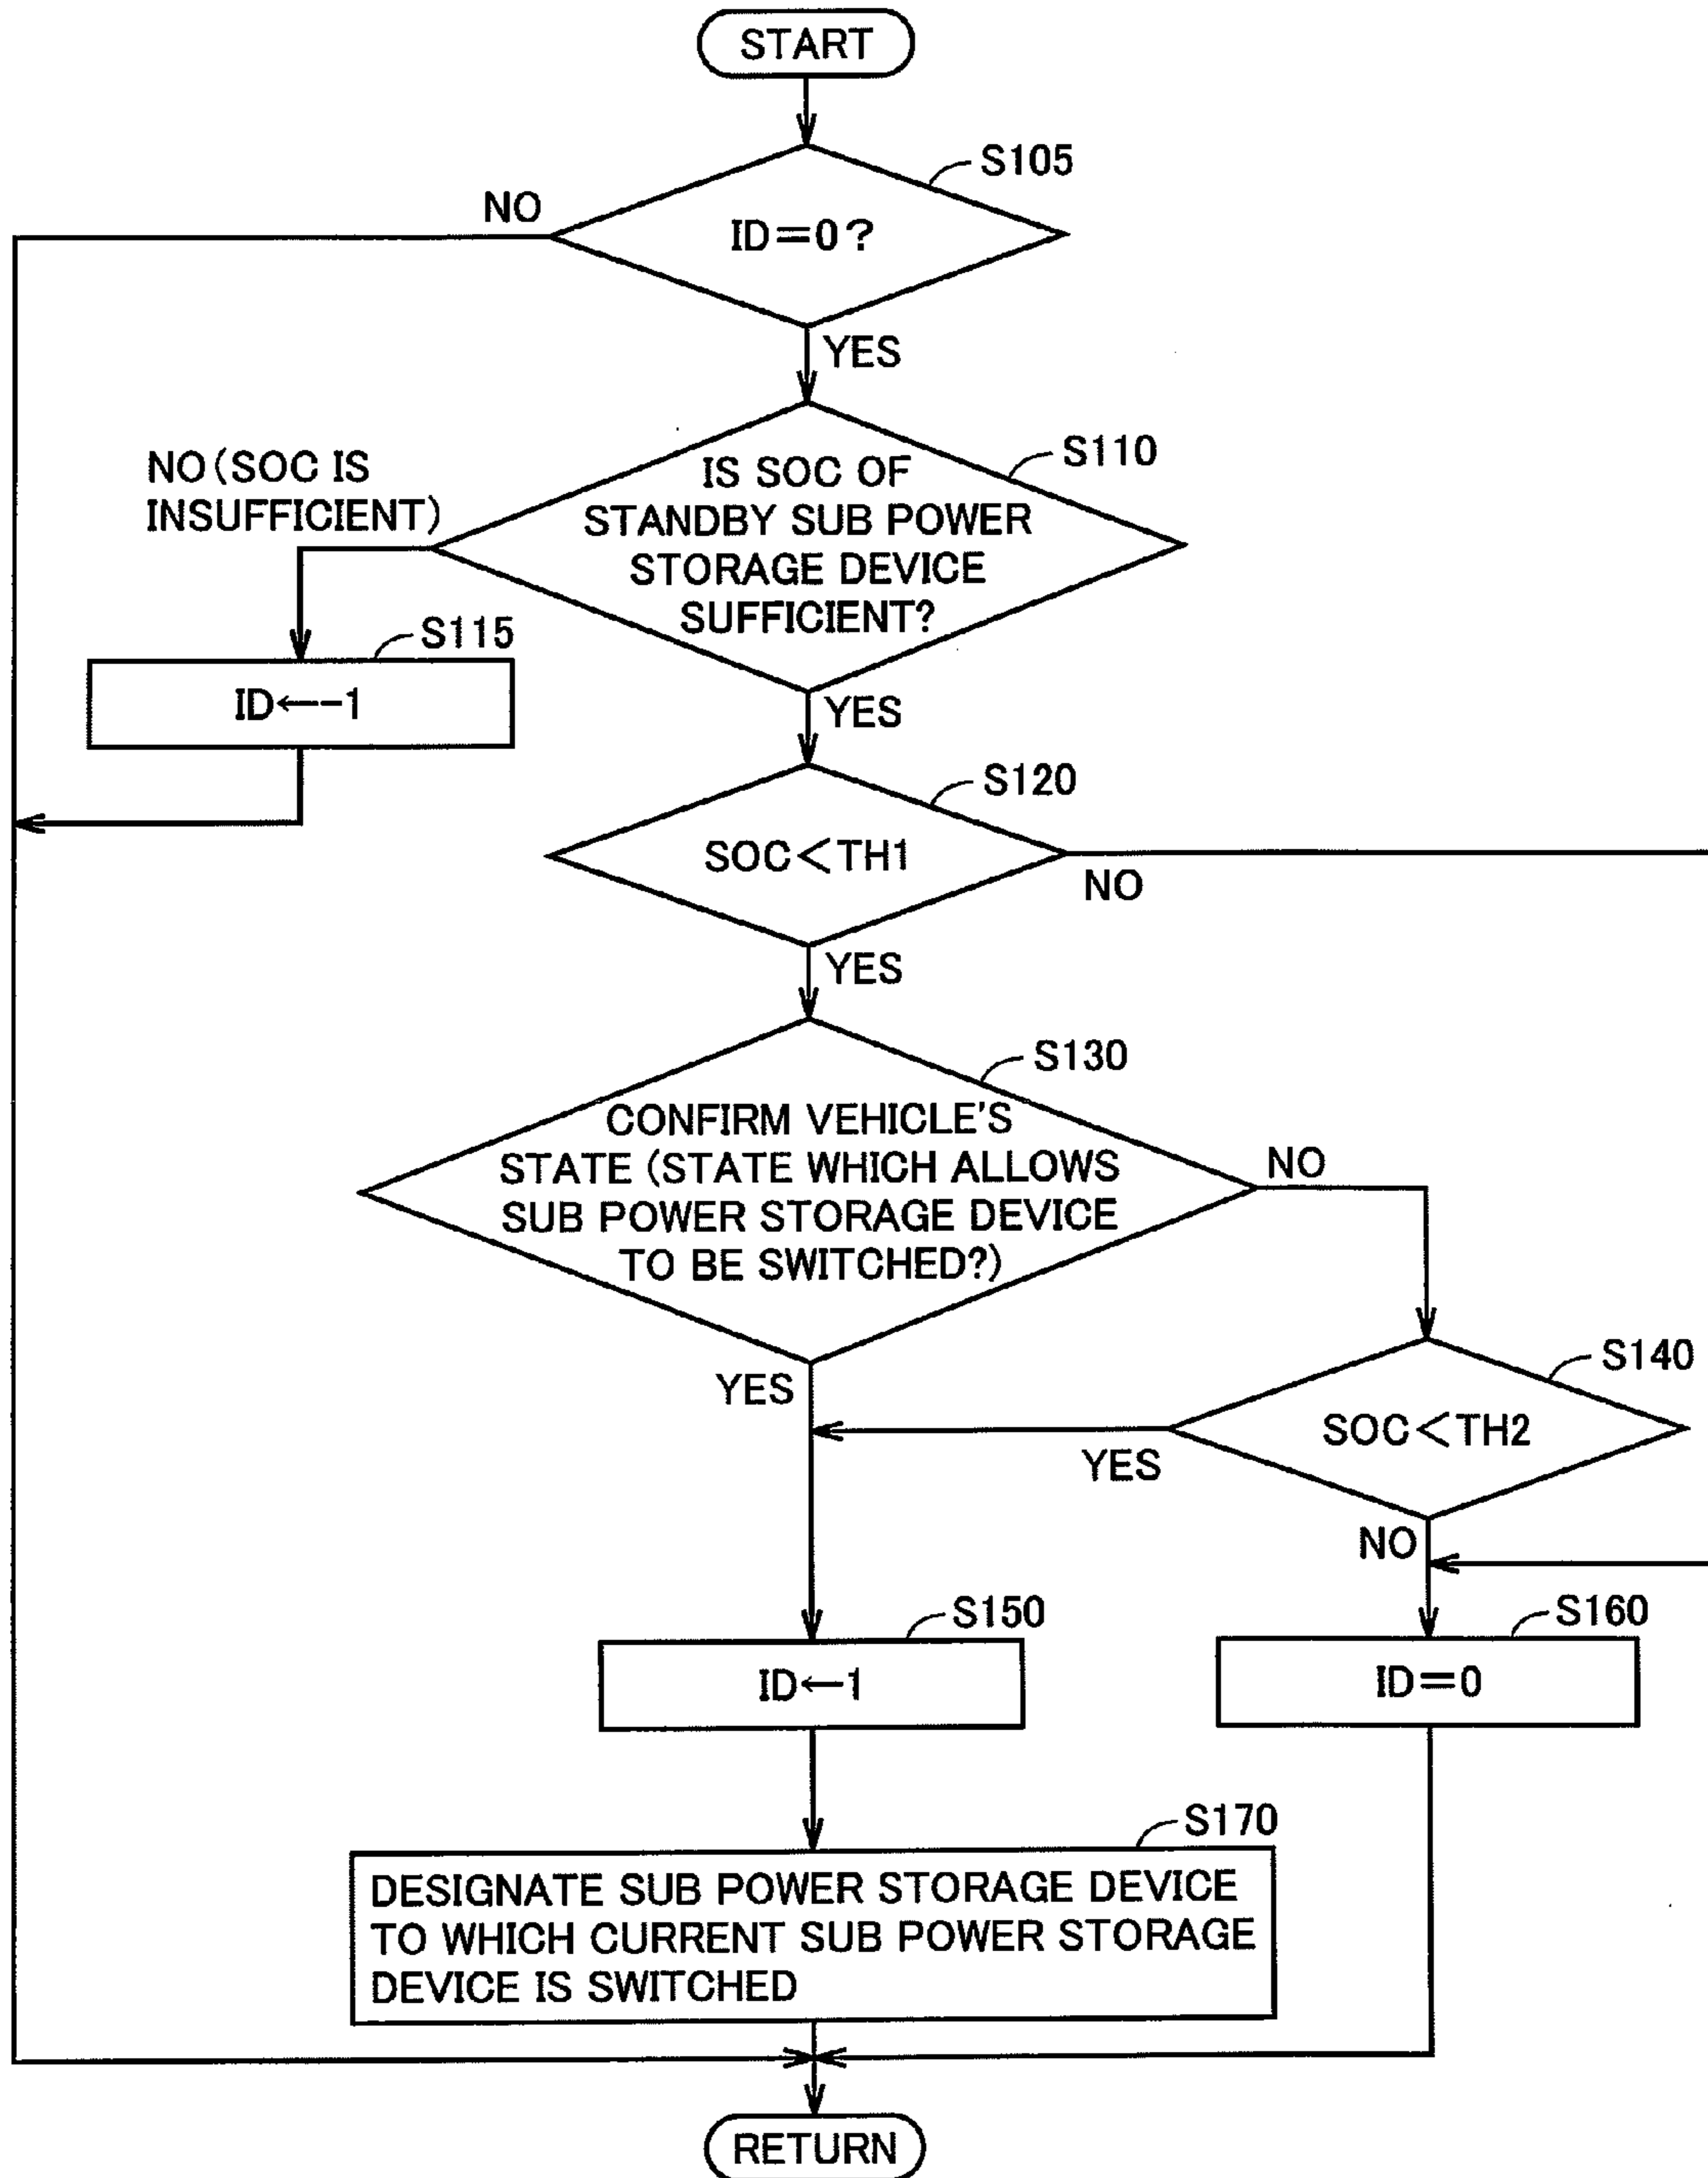 START
S105
NO
ID=0?
YES
S110
NO(SOC IS
INSUFFICIENT)
IS SOC OF
STANDBY SUB POWER
STORAGE DEVICE
SUFFICIENT?
S115
ID←-1
YES
S120
SOC<TH1
NO
YES
S130
CONFIRM VEHICLE'S
STATE (STATE WHICH ALLOWS
SUB POWER STORAGE DEVICE
TO BE SWITCHED?)
NO
YES
S140
SOC<TH2
YES
NO
S150
ID←1
S160
ID=0
S170
DESIGNATE SUB POWER STORAGE DEVICE
TO WHICH CURRENT SUB POWER STORAGE
DEVICE IS SWITCHED
RETURN